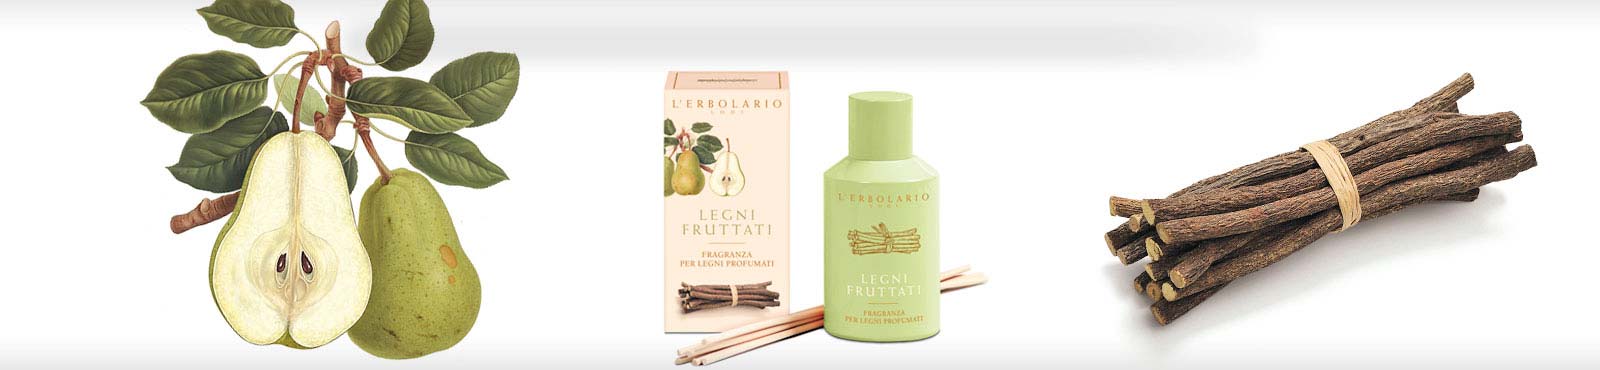 L'ERBOLARIO
LODI
LEGNI
FRUTTATI
FRAGRANZA
PER LEGNI PROFUMATI
L'ERBOLARIO
LODI
LEGNI
FRUTTATI
FRAGRANZA
PER LEGNI PROFUMATI